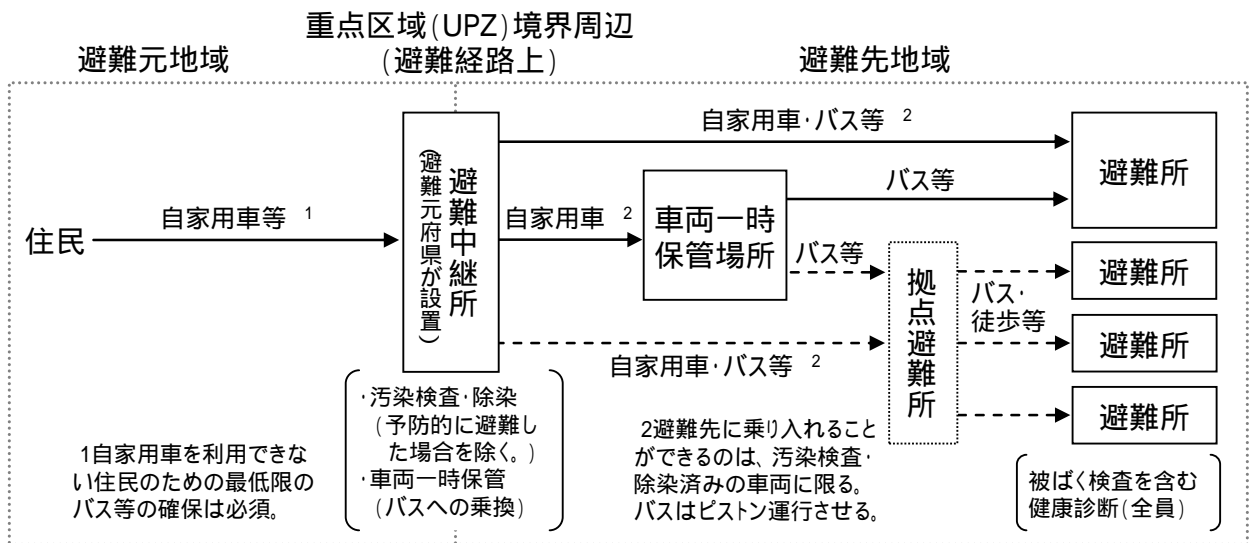 重点区域(UPZ)境界周辺
(避難経路上)
避難元地域
避難先地域
住民
自家用車等 1
避難中継所
(避難元府県が設置)
自家用車・バス等 2
自家用車 2
車両一時
保管場所
バス等
バス等
自家用車・バス等 2
拠点避難所
バス・
徒歩等
避難所
避難所
避難所
避難所
1自家用車を利用できな
い住民のための最低限の
バス等の確保は必須。
・汚染検査・除染
(予防的に避難し
た場合を除く。)
・車両一時保管
(バスへの乗換)
2避難先に乗り入れること
ができるのは、汚染検査・
除染済みの車両に限る。
バスはピストン運行させる。
被ばく検査を含む
健康診断(全員)